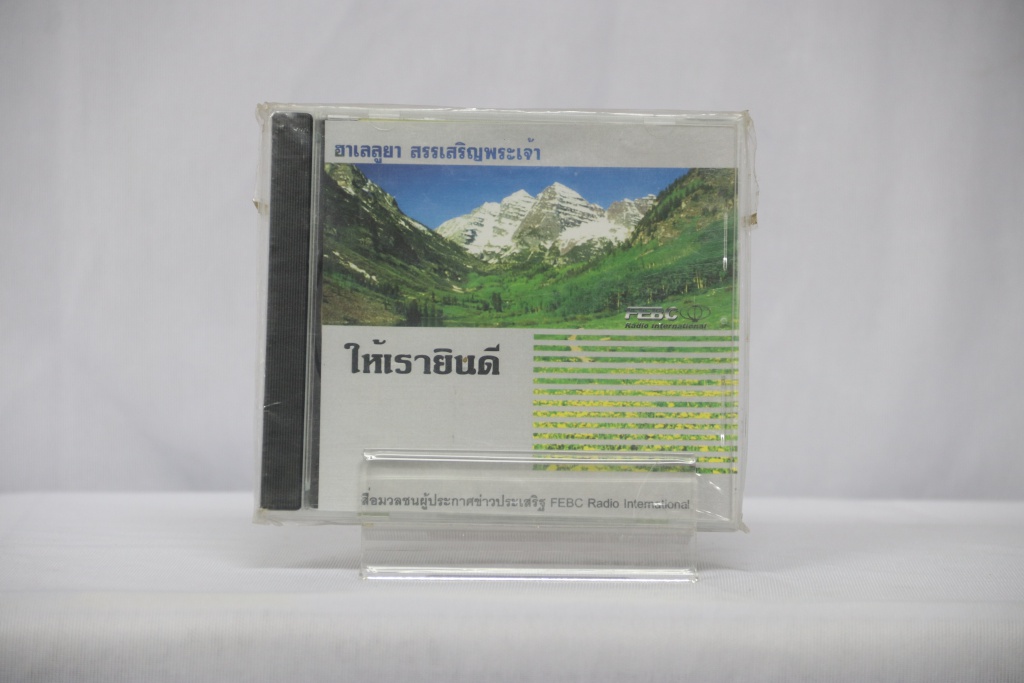 ฮาเลลูยา สรรเสริญพระเจ้า
FEBC
Radio International
ให้เรายินดี
สื่อมวลชนผู้ประกาศข่าวประเสริฐ FEBC Radio International